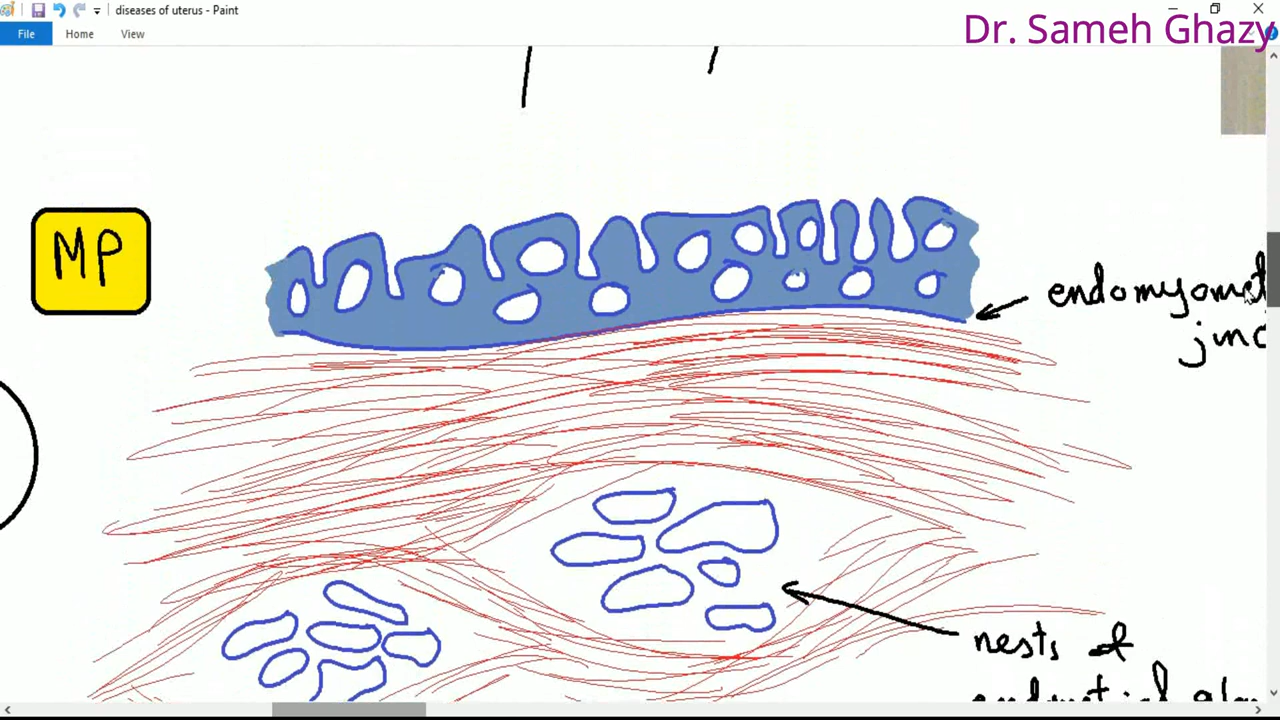 diseases of uterus - Paint
Dr. Sameh Ghazy
File Home View
MP
endomyomet
junc
nests of